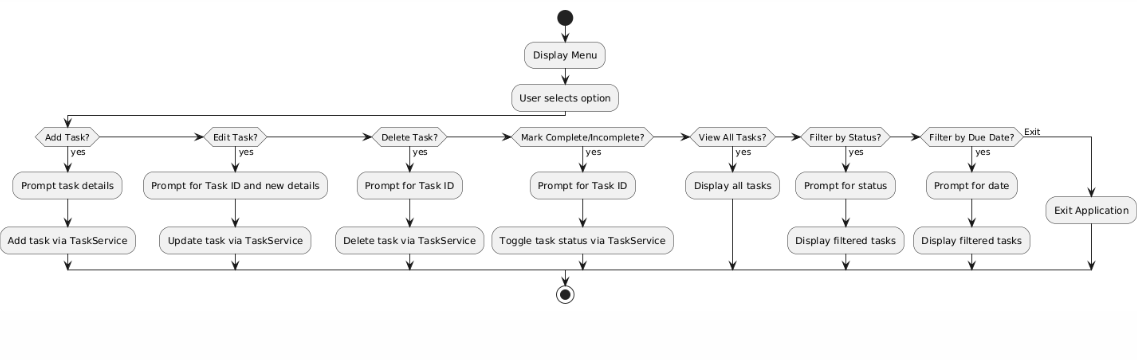 Display Menu
User selects option
Add Task?
Edit Task?
Delete Task?
Mark Complete/Incomplete?
View All Tasks?
Filter by Status?
Filter by Due Date?
Exit
yes
yes
yes
yes
yes
yes
yes
Prompt task details
Prompt for Task ID and new details
Prompt for Task ID
Prompt for Task ID
Display all tasks
Prompt for status
Prompt for date
Exit Application
Add task via TaskService
Update task via TaskService
Delete task via TaskService
Toggle task status via TaskService
Display filtered tasks
Display filtered tasks